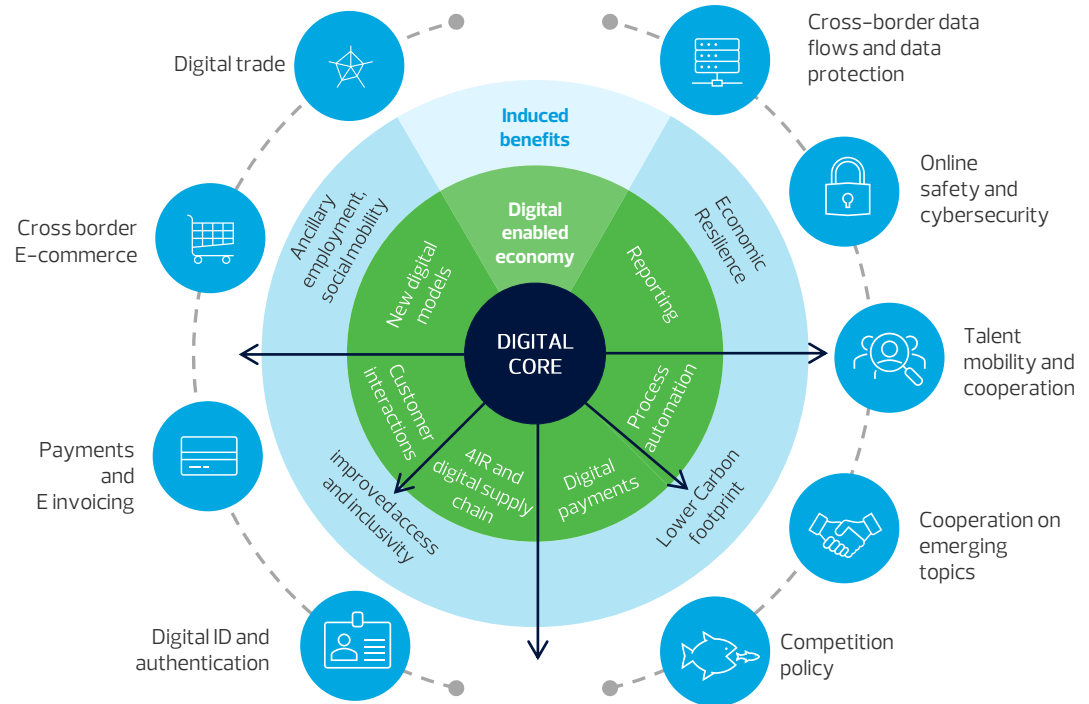 Digital trade
Cross border
E-commerce
Payments
and
E invoicing
Digital ID and
authentication
Cross-border data
flows and data
protection
Online
safety and
cybersecurity
Talent
mobility and
cooperation
Cooperation on
emerging
topics
Competition
policy
Induced
benefits
Ancillary
employment,
social mobility
Economic
Resilience
improved access
and inclusivity
Lower Carbon
footprint
Digital
enabled
economy
New digital
models
Reporting
Customer
interactions
Process
automation
4IR and
digital supply
chain
Digital
payments
DIGITAL
CORE